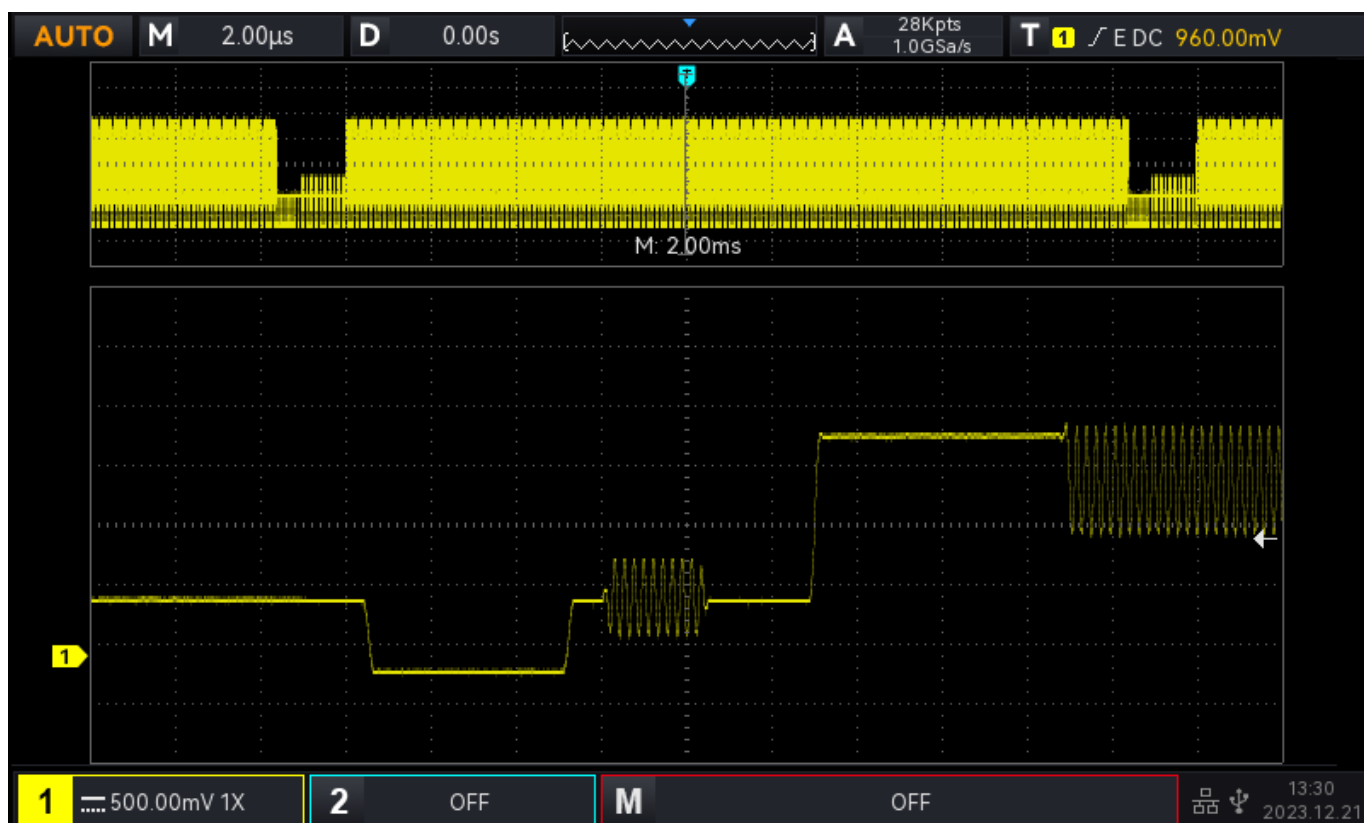 AUTO M 2.00μs D 0.00s A 28Kpts 1.0GSa/s T 1 E DC 960.00mV
T
M: 2.00ms
1
1 500.00mV 1X 2 OFF M OFF 13:30
2023.12.21